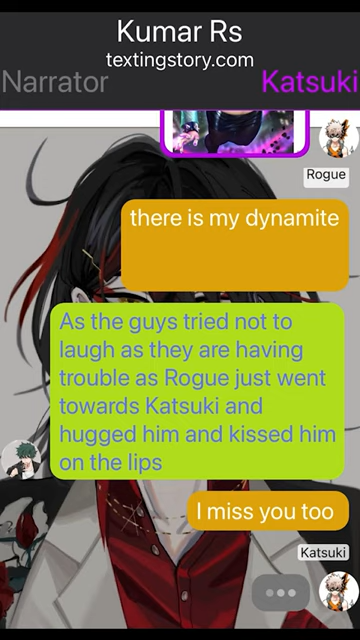 Kumar Rs
textingstory.com
Narrator Katsuki
Rogue
there is my dynamite
As the guys tried not to
laugh as they are having
trouble as Rogue just went
towards Katsuki and
hugged him and kissed him
on the lips
I miss you too
Katsuki